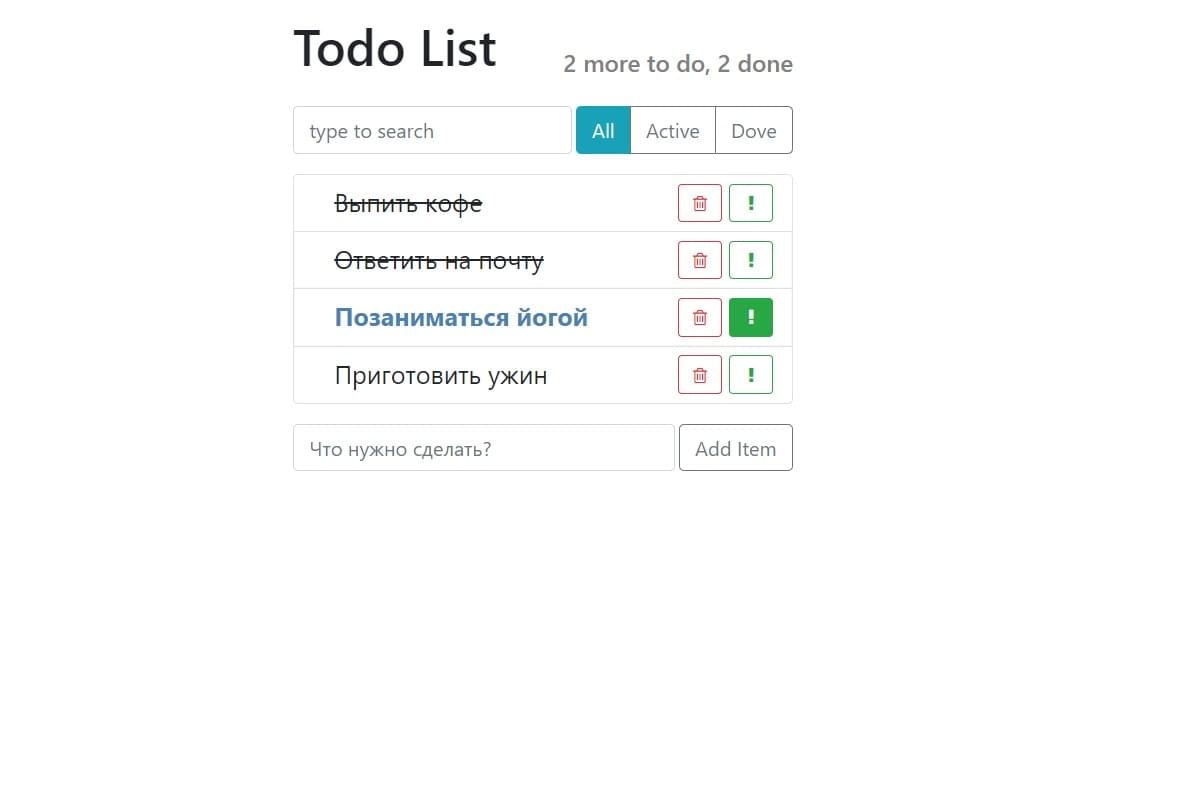 Todo List
2 more to do, 2 done
type to search
All
Active
Dove
Выпить кофе
!
Ответить на почту
!
Позаниматься йогой
!
Приготовить ужин
!
Что нужно сделать?
Add Item